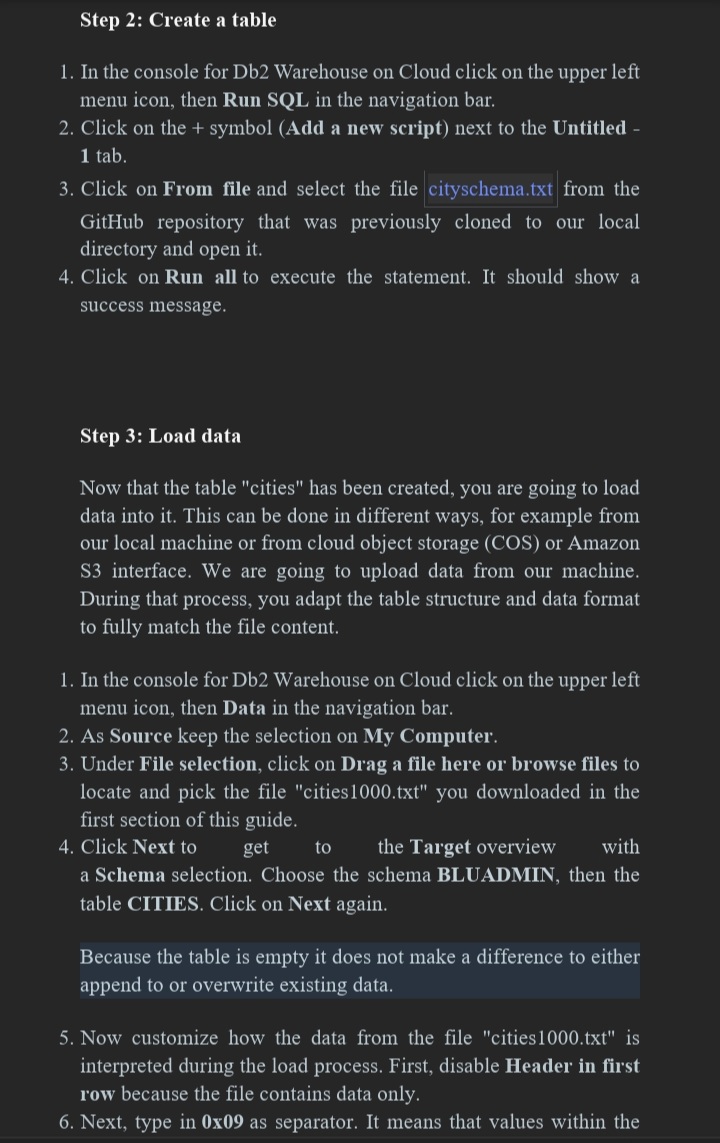 Step 2: Create a table
1. In the console for Db2 Warehouse on Cloud click on the upper left
menu icon, then Run SQL in the navigation bar.
2. Click on the + symbol (Add a new script) next to the Untitled -
1 tab.
3. Click on From file and select the file cityschema.txt from the
GitHub repository that was previously cloned to our local
directory and open it.
4. Click on Run all to execute the statement. It should show a
success message.
Step 3: Load data
Now that the table "cities" has been created, you are going to load
data into it. This can be done in different ways, for example from
our local machine or from cloud object storage (COS) or Amazon
S3 interface. We are going to upload data from our machine.
During that process, you adapt the table structure and data format
to fully match the file content.
1. In the console for Db2 Warehouse on Cloud click on the upper left
menu icon, then Data in the navigation bar.
2. As Source keep the selection on My Computer.
3. Under File selection, click on Drag a file here or browse files to
locate and pick the file "cities1000.txt" you downloaded in the
first section of this guide.
4. Click Next to get to the Target overview with
a Schema selection. Choose the schema BLUADMIN, then the
table CITIES. Click on Next again.
Because the table is empty it does not make a difference to either
append to or overwrite existing data.
5. Now customize how the data from the file "cities1000.txt" is
interpreted during the load process. First, disable Header in first
row because the file contains data only.
6. Next, type in 0x09 as separator. It means that values within the